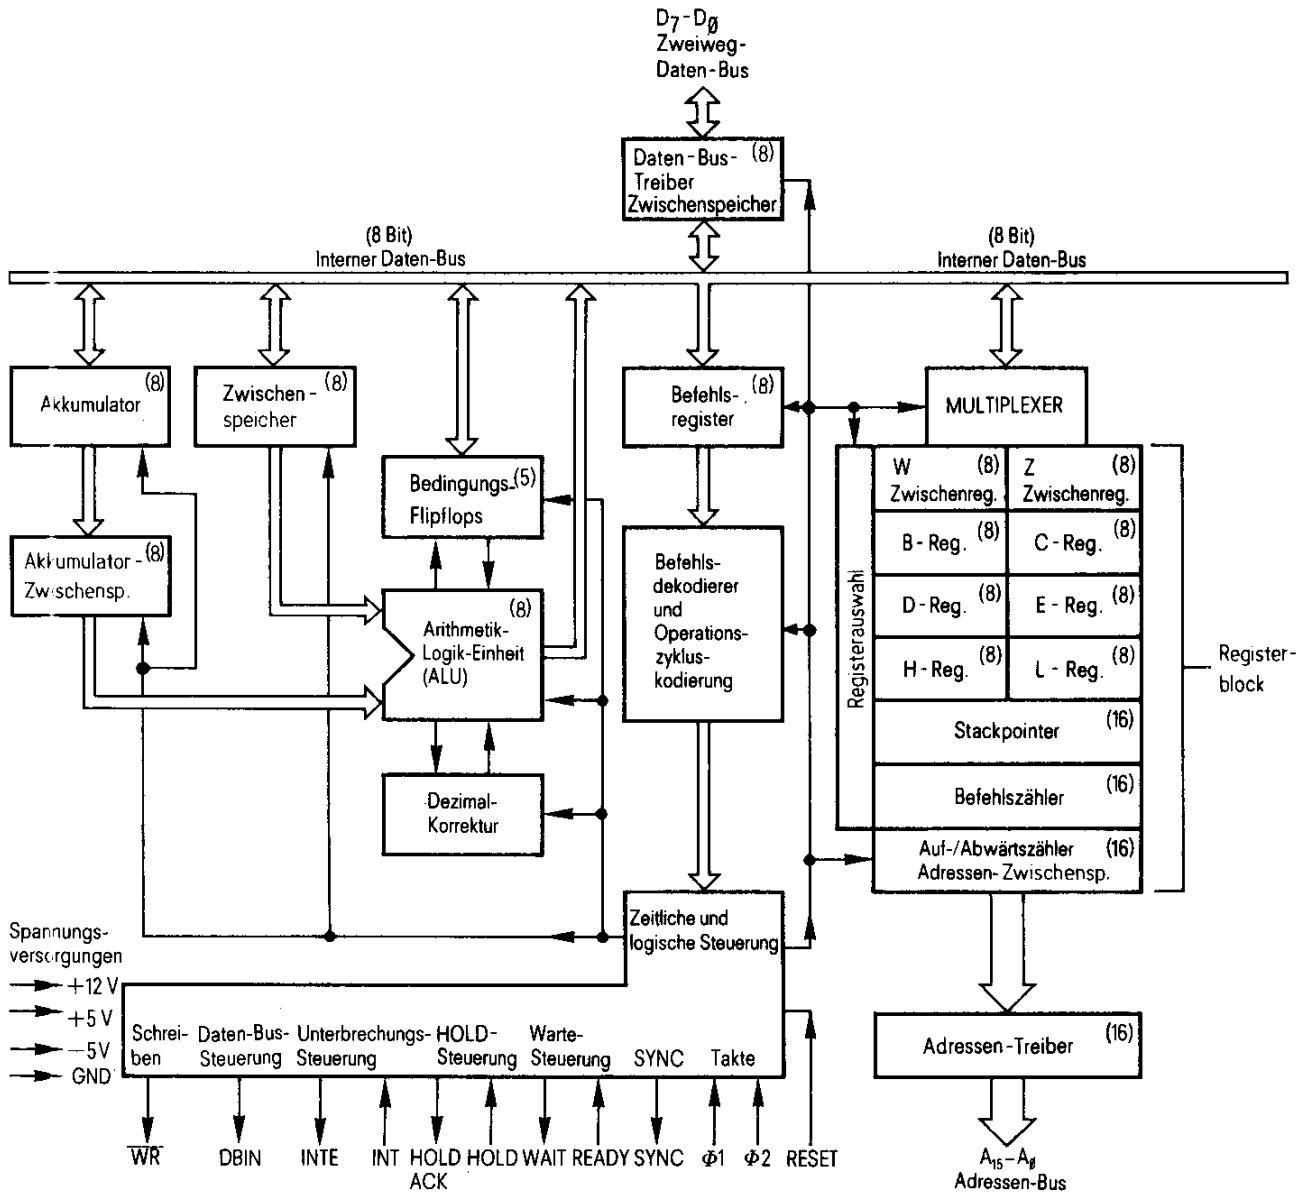 D7-DØ
Zweiweg-
Daten-Bus
Daten-Bus- (8)
Treiber
Zwischenspeicher
(8 Bit)
Interner Daten-Bus
(8 Bit)
Interner Daten-Bus
Akkumulator (8)
Zwischen- (8)
speicher
Befehls- (8)
register
MULTIPLEXER
Bedingungs- (5)
Flipflops
Akkumulator- (8)
Zwischensp.
Arithmetik- (8)
Logik-Einheit
(ALU)
Dezimal-
Korrektur
Befehls-
dekodierer
und
Operations-
zyklus-
kodierung
Registerauswahl
W (8)
Zwischenreg.
Z (8)
Zwischenreg.
B-Reg. (8)
C-Reg. (8)
D-Reg. (8)
E-Reg. (8)
H-Reg. (8)
L-Reg. (8)
Stackpointer (16)
Befehlszähler (16)
Auf-/Abwärtszähler (16)
Adressen-Zwischensp.
Register-
block
Zeitliche und
logische Steuerung
Spannungs-
versorgungen
+12 V
+5 V
-5V
GND
Schrei-
ben
Daten-Bus-
Steuerung
Unterbrechungs-
Steuerung
HOLD-
Steuerung
Warte-
Steuerung
SYNC
Takte
Adressen-Treiber (16)
WR
DBIN
INTE
INT
HOLD
ACK
HOLD
WAIT
READY
SYNC
Φ1
Φ2
RESET
A15-AØ
Adressen-Bus